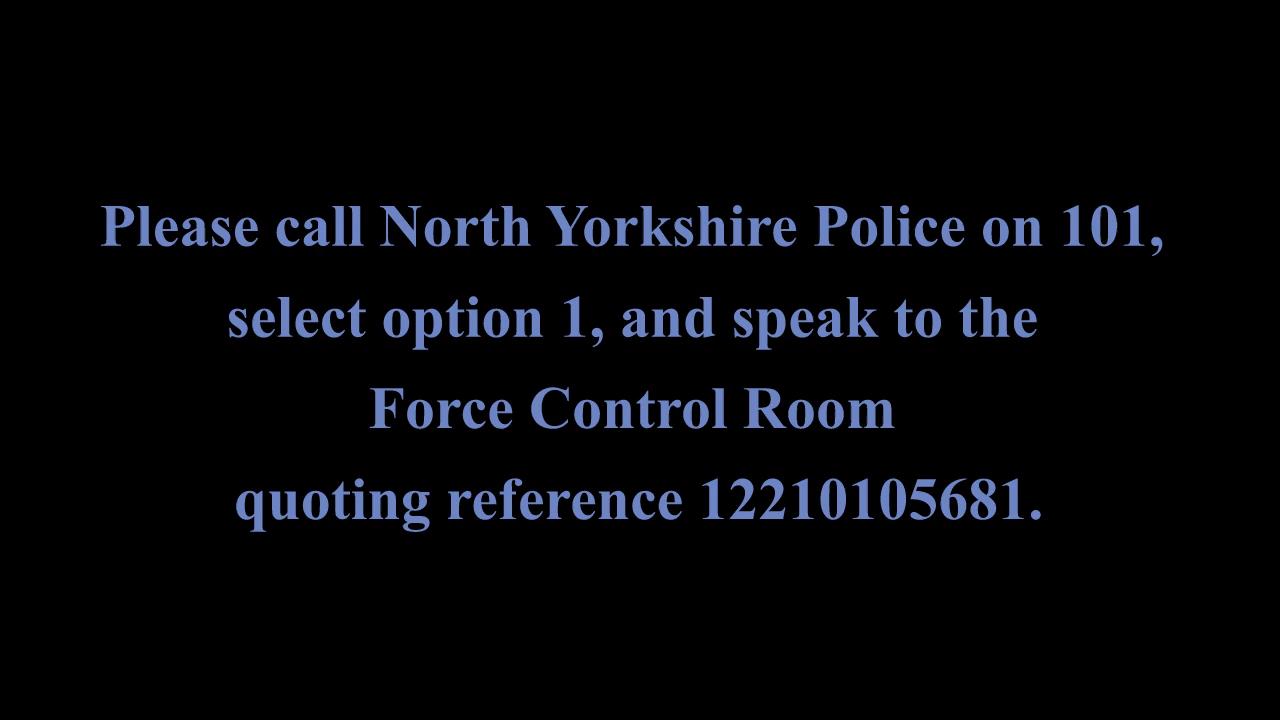 Please call North Yorkshire Police on 101,
select option 1, and speak to the
Force Control Room
quoting reference 12210105681.